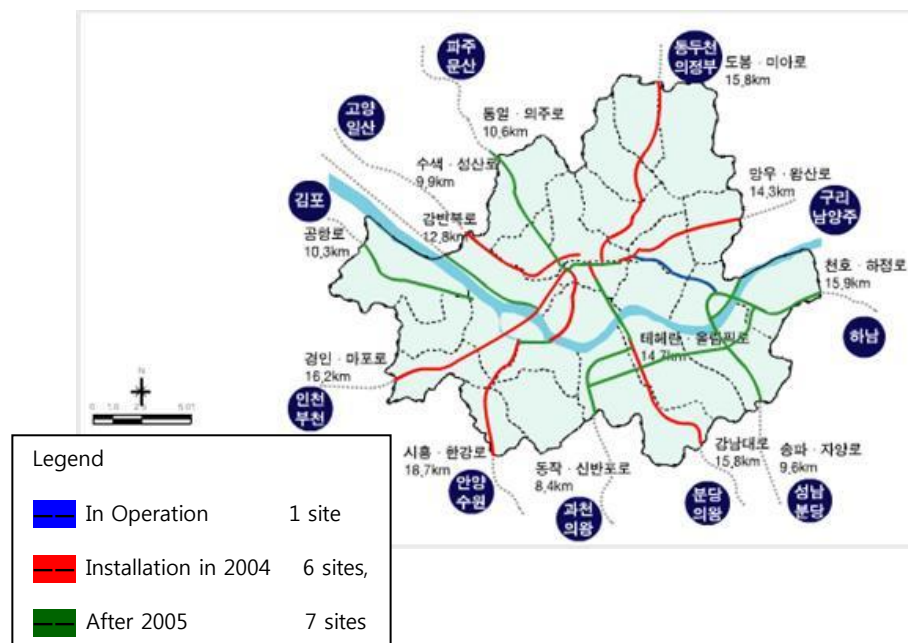 파주
문산
동두천
의정부
도봉 · 미아로
15,8km
고양
일산
통일 · 의주로
10,6km
수색 · 성산로
9,9km
망우 · 왕산로
14,3km
구리
남양주
김포
강변북로
12,8km
공항로
10,3km
천호 · 하정로
15,9km
하남
테헤란 · 올림픽로
14,7km
경인 · 마포로
16,2km
인천
부천
N
시흥 · 한강로
18,7km
안양
수원
동작 · 신반포로
8,4km
과천
의왕
강남대로
15,8km
분당
의왕
송파 · 자양로
9,6km
성남
분당
Legend
In Operation 1 site
Installation in 2004 6 sites,
After 2005 7 sites